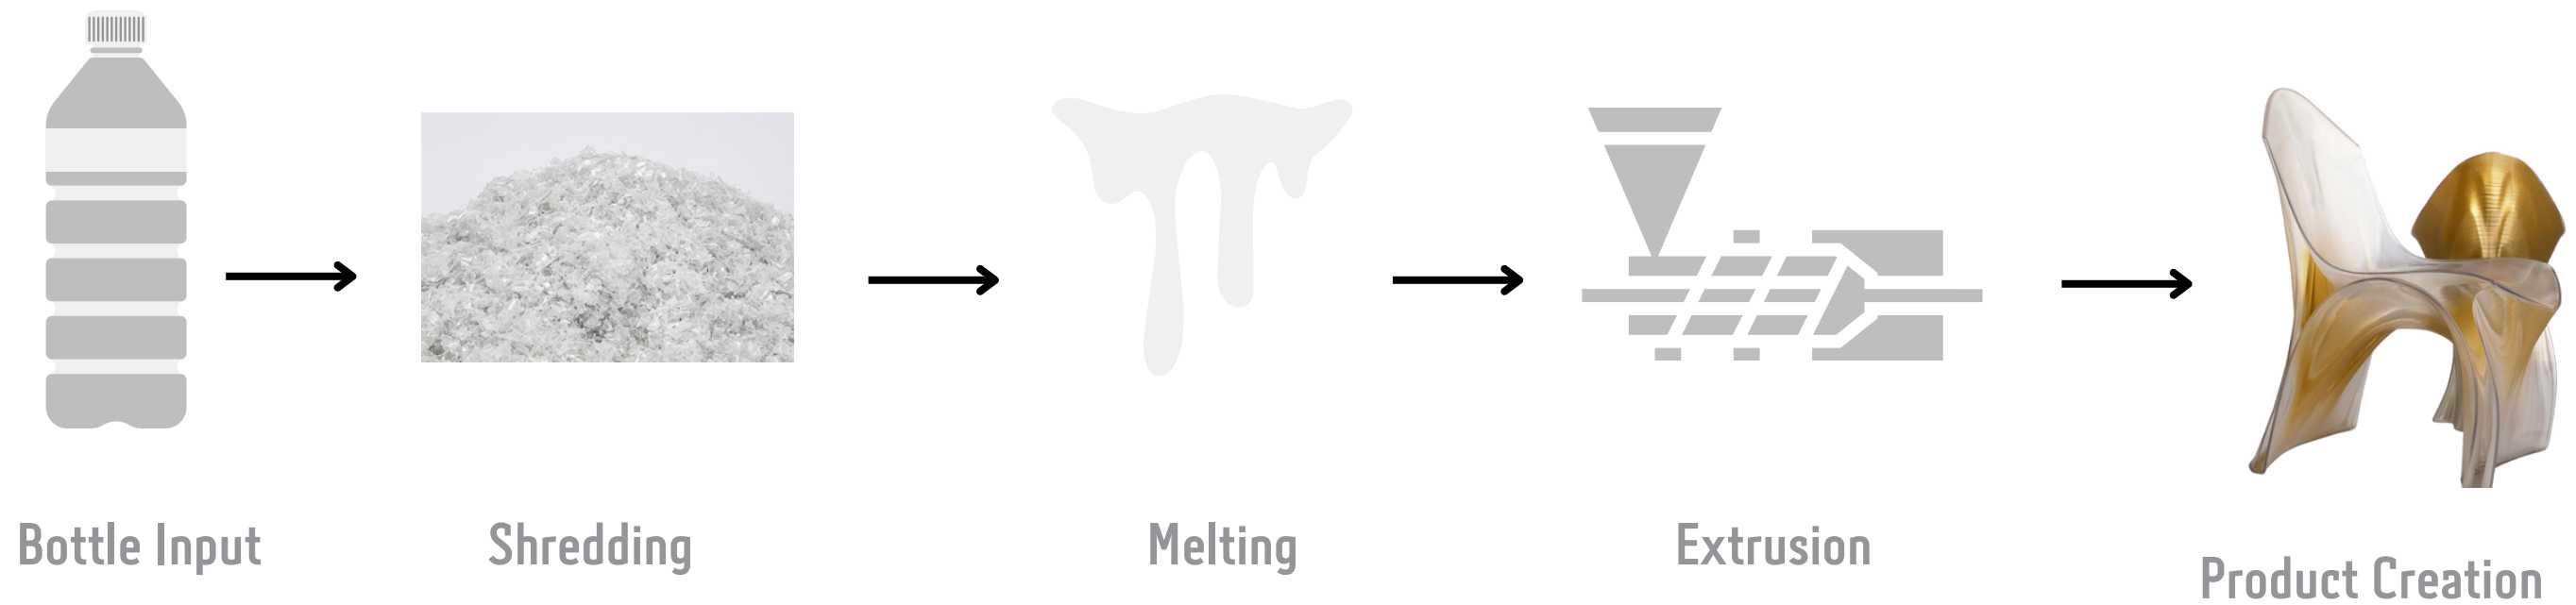 Bottle Input
Shredding
Melting
Extrusion
Product Creation